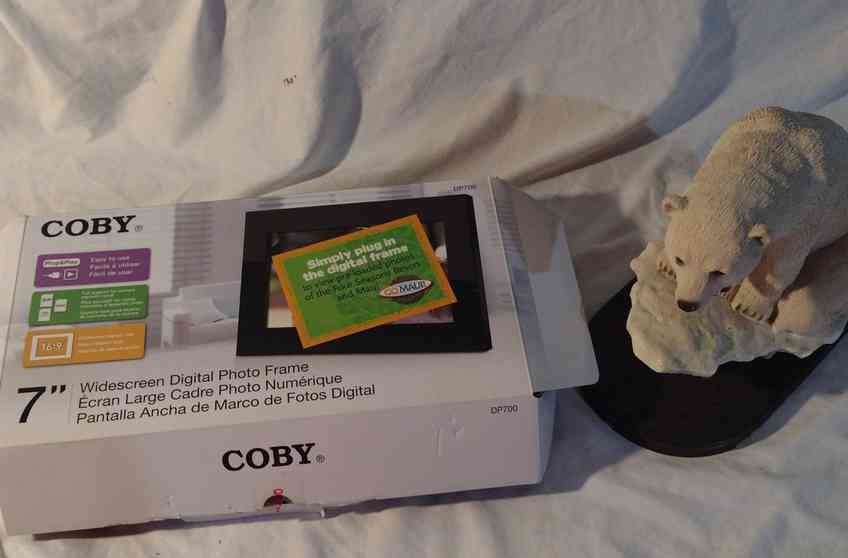 DP700
COBY®
Plug&Play
Easy to use
Facile à utiliser
Fácil de usar
16:9
Simply plug in
the digital frame
to view preloaded images
of the Four Seasons Resort
and Maui
GO MAUI!
7"
Widescreen Digital Photo Frame
Écran Large Cadre Photo Numérique
Pantalla Ancha de Marco de Fotos Digital
DP700
COBY®